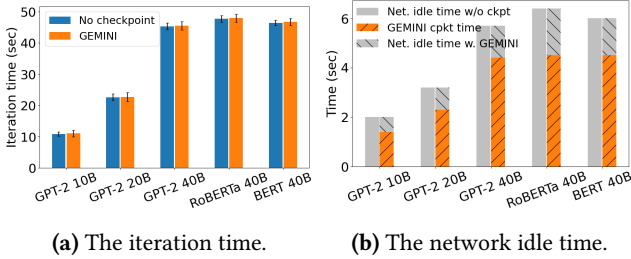 50
40
30
20
10
0
Iteration time (sec)
No checkpoint
GEMINI
GPT-2 10B
GPT-2 20B
GPT-2 40B
RoBERTa 40B
BERT 40B
(a) The iteration time.
6
4
2
0
Time (sec)
Net. idle time w/o ckpt
GEMINI cpkt time
Net. idle time w. GEMINI
GPT-2 10B
GPT-2 20B
GPT-2 40B
RoBERTa 40B
BERT 40B
(b) The network idle time.